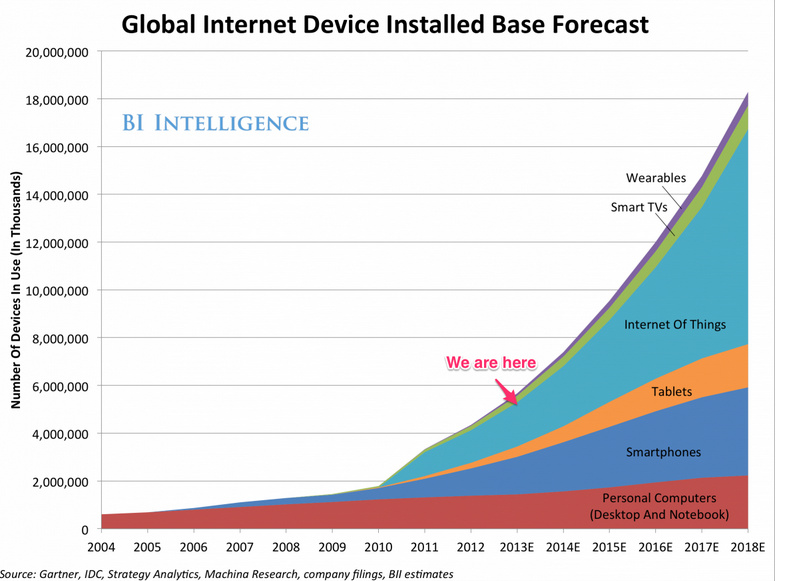 Global Internet Device Installed Base Forecast
BI INTELLIGENCE
Number Of Devices In Use (In Thousands)
20,000,000
18,000,000
16,000,000
14,000,000
12,000,000
10,000,000
8,000,000
6,000,000
4,000,000
2,000,000
0
Wearables
Smart TVs
Internet Of Things
We are here
Tablets
Smartphones
Personal Computers
(Desktop And Notebook)
2004 2005 2006 2007 2008 2009 2010 2011 2012 2013E 2014E 2015E 2016E 2017E 2018E
Source: Gartner, IDC, Strategy Analytics, Machina Research, company filings, BII estimates